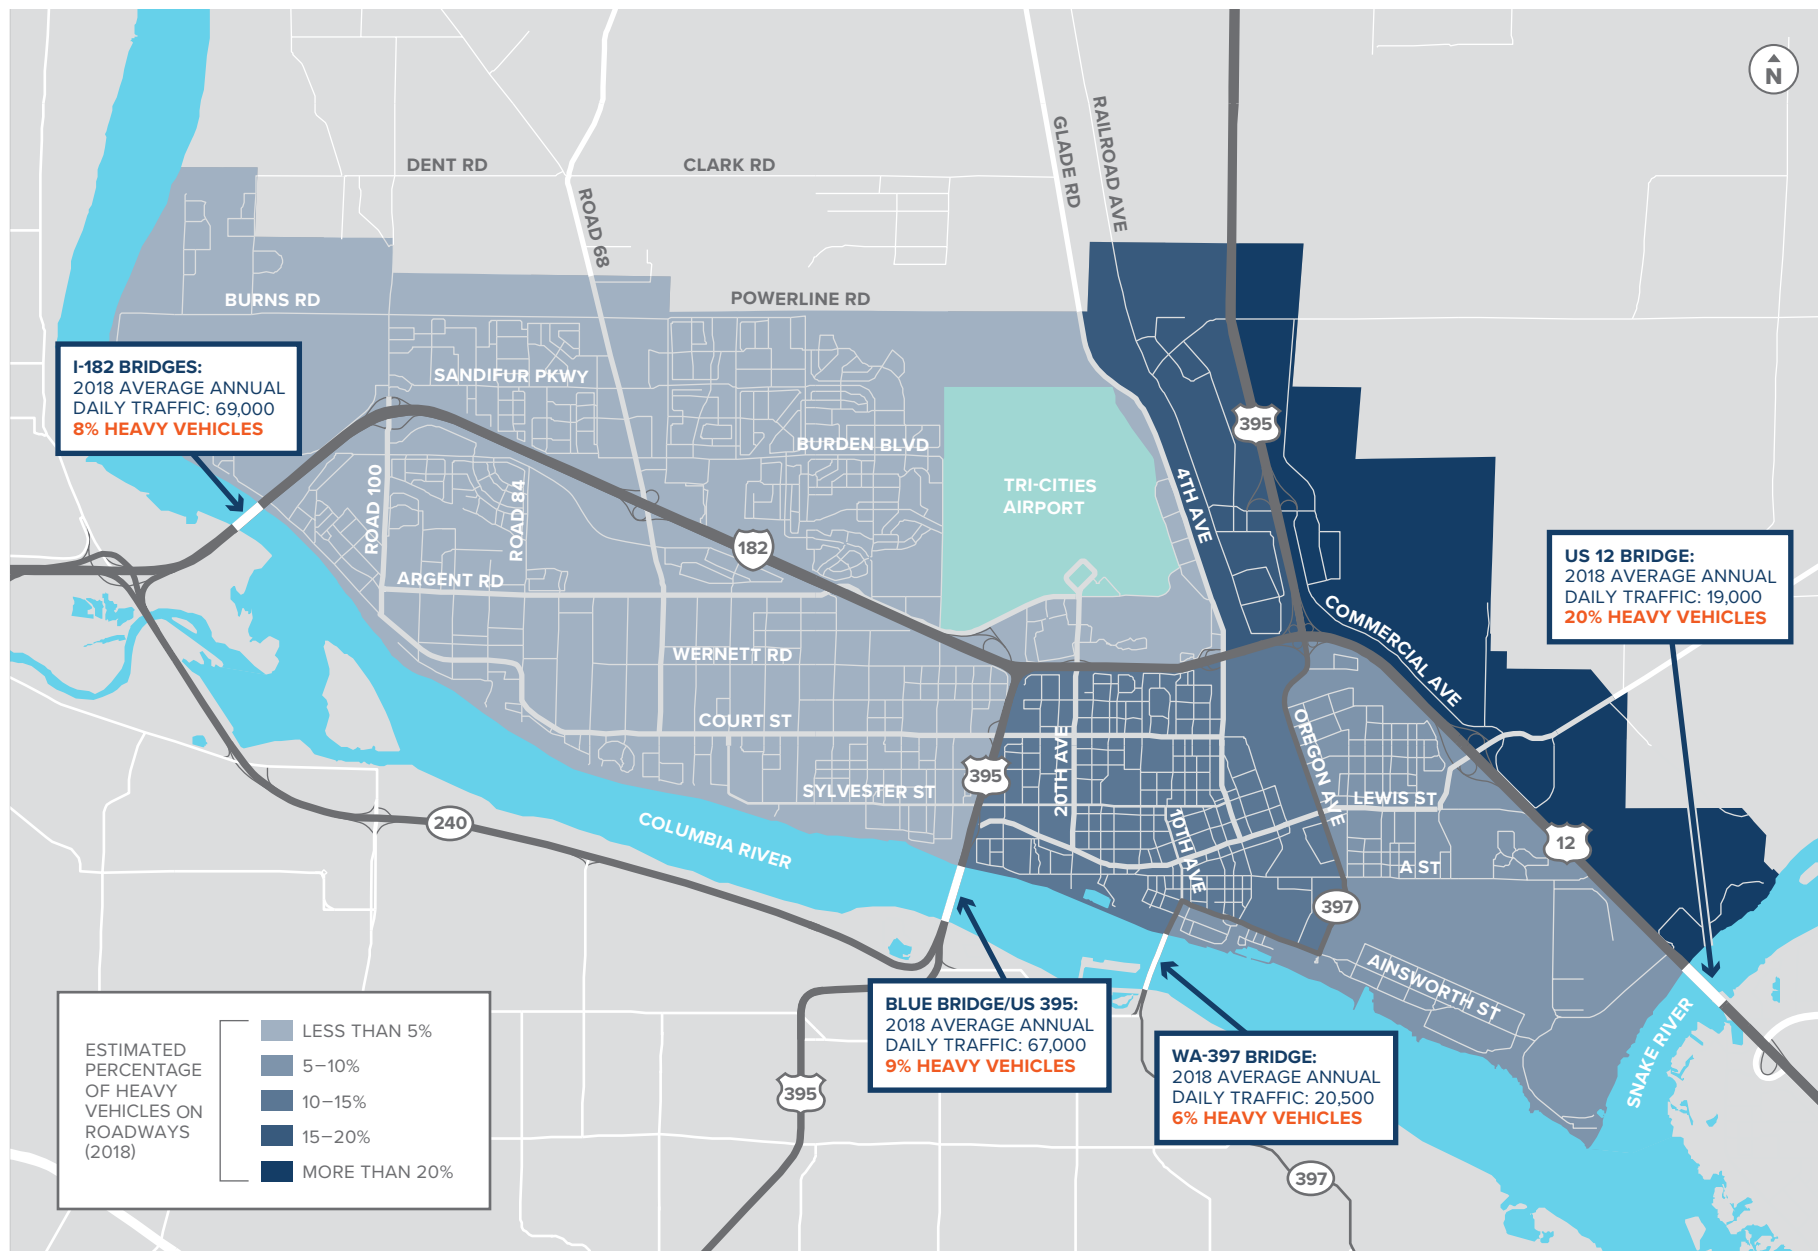 N
DENT RD
CLARK RD
GLADE RD
RAILROAD AVE
ROAD 68
BURNS RD
POWERLINE RD
I-182 BRIDGES:
2018 AVERAGE ANNUAL
DAILY TRAFFIC: 69,000
8% HEAVY VEHICLES
SANDIFUR PKWY
395
BURDEN BLVD
TRI-CITIES
AIRPORT
4TH AVE
ROAD 100
ROAD 84
182
US 12 BRIDGE:
2018 AVERAGE ANNUAL
DAILY TRAFFIC: 19,000
20% HEAVY VEHICLES
ARGENT RD
COMMERCIAL AVE
WERNETT RD
COURT ST
20TH AVE
OREGON AVE
395
SYLVESTER ST
LEWIS ST
10TH AVE
240
COLUMBIA RIVER
12
A ST
397
AINSWORTH ST
SNAKE RIVER
BLUE BRIDGE/US 395:
2018 AVERAGE ANNUAL
DAILY TRAFFIC: 67,000
9% HEAVY VEHICLES
WA-397 BRIDGE:
2018 AVERAGE ANNUAL
DAILY TRAFFIC: 20,500
6% HEAVY VEHICLES
395
397
ESTIMATED
PERCENTAGE
OF HEAVY
VEHICLES ON
ROADWAYS
(2018)
LESS THAN 5%
5–10%
10–15%
15–20%
MORE THAN 20%